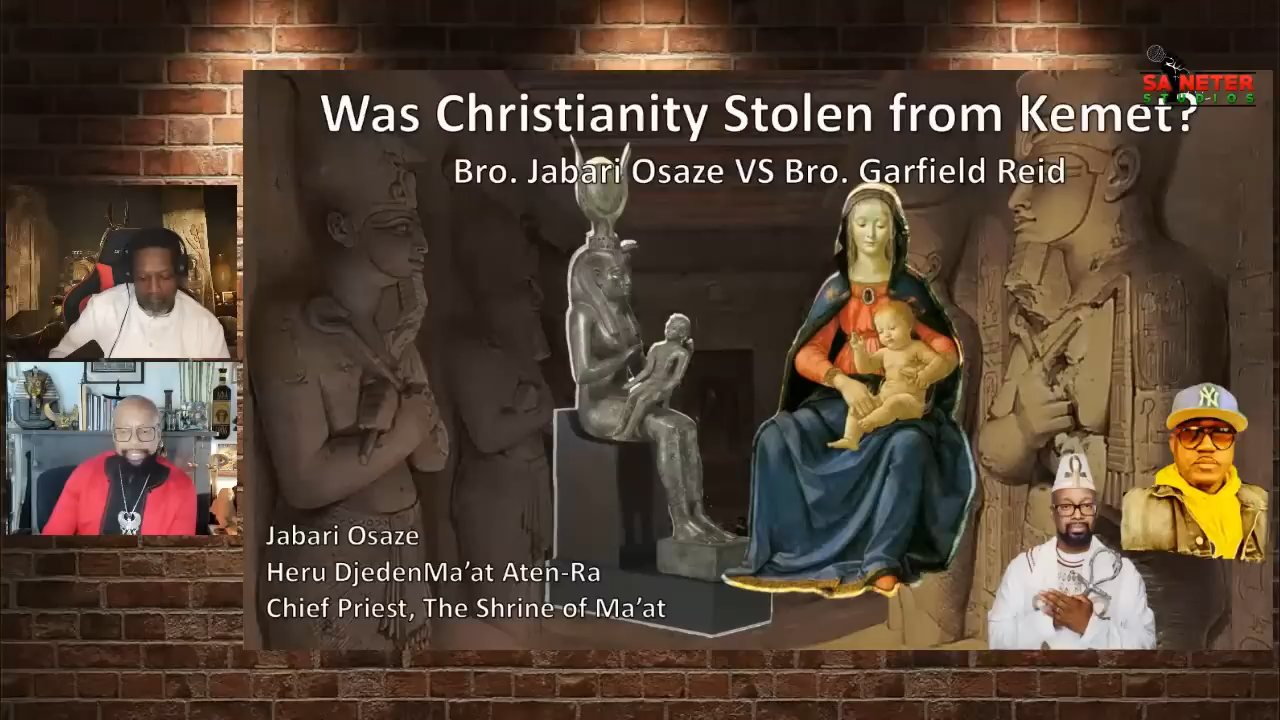 SA NETER
STUDIOS
Was Christianity Stolen from Kemet?
Bro. Jabari Osaze VS Bro. Garfield Reid
Jabari Osaze
Heru DjedenMa’at Aten-Ra
Chief Priest, The Shrine of Ma’at
NY